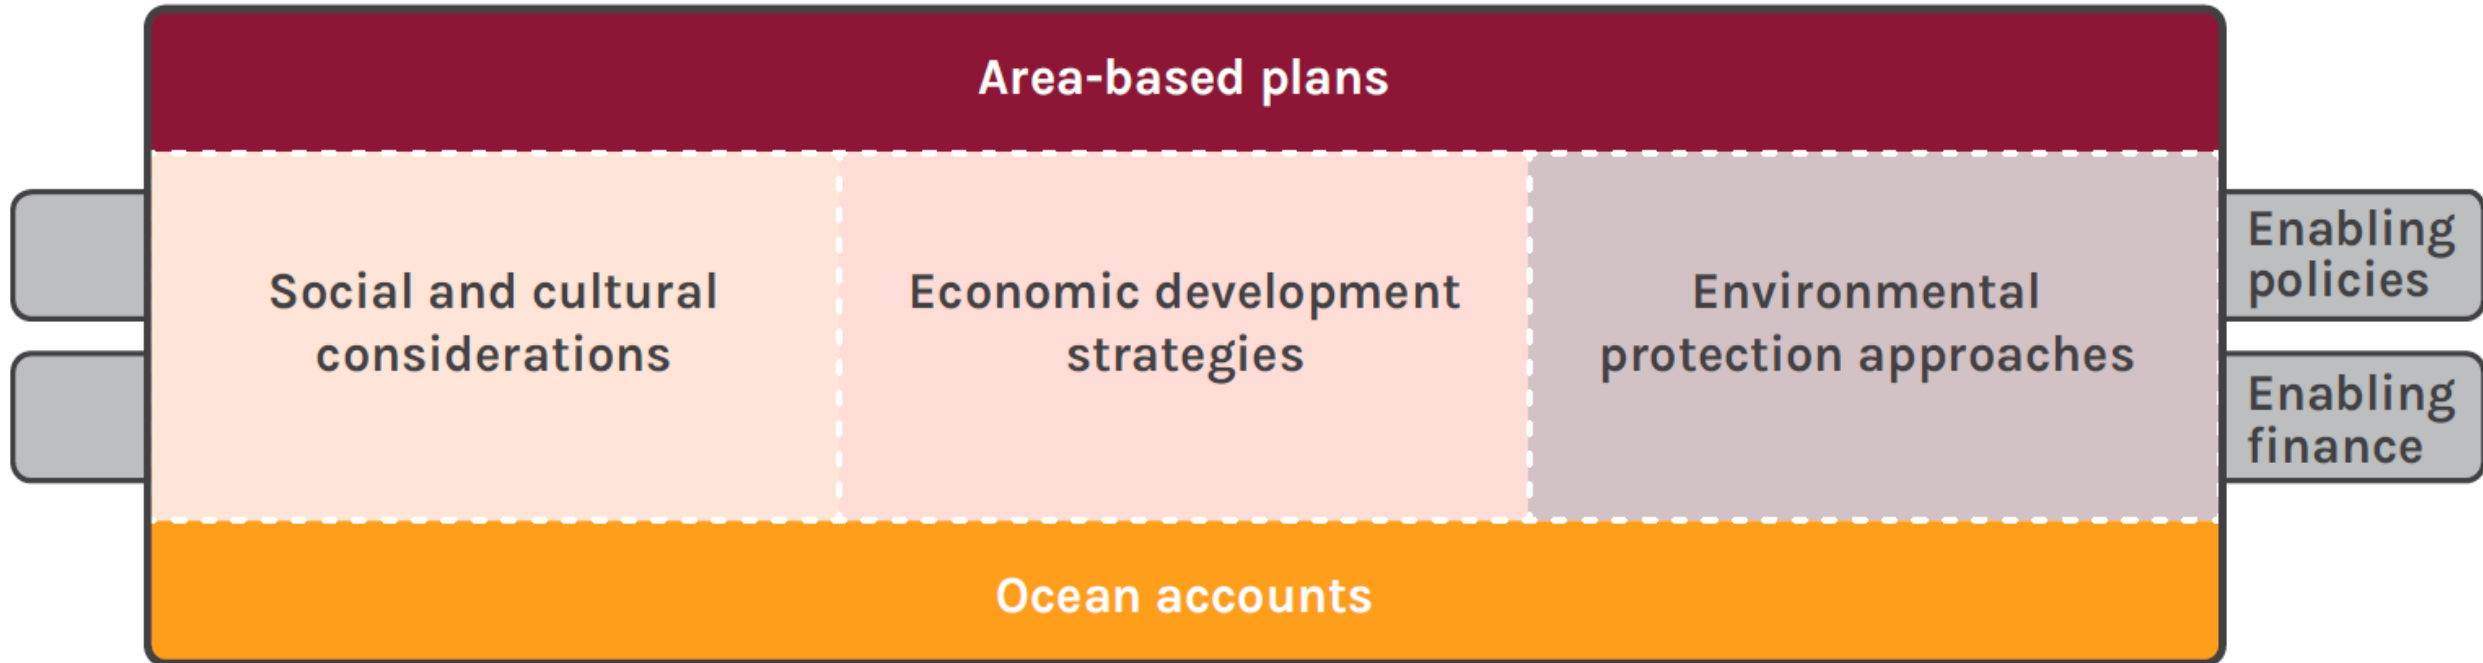 Area-based plans
Social and cultural
considerations
Economic development
strategies
Environmental
protection approaches
Enabling
policies
Enabling
finance
Ocean accounts